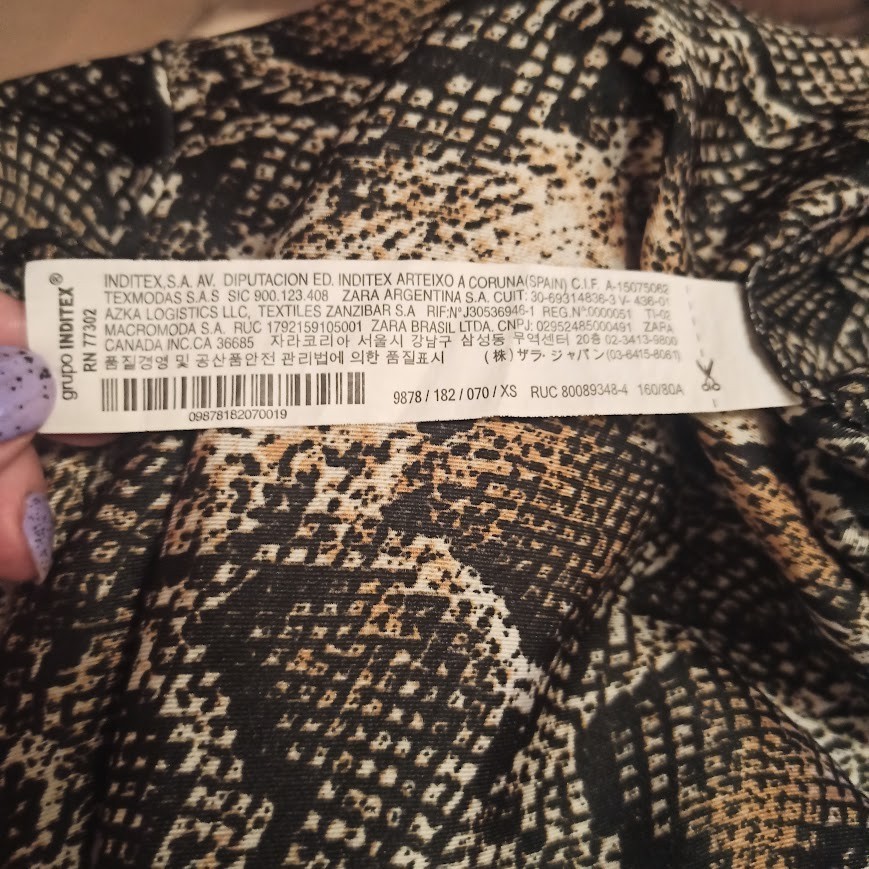 grupo INDITEX®
RN 77302
INDITEX,S.A. AV. DIPUTACION ED. INDITEX ARTEIXO A CORUNA(SPAIN) C.I.F. A-15075062
TEXMODAS S.A.S SIC 900.123.408 ZARA ARGENTINA S.A. CUIT: 30-69314836-3 V- 436-01
AZKA LOGISTICS LLC, TEXTILES ZANZIBAR S.A RIF:N°J30536946-1 REG.N°.0000051 TI-02
MACROMODA S.A. RUC 1792159105001 ZARA BRASIL LTDA. CNPJ: 02952485000491 ZARA
CANADA INC.CA 36685 자라코리아 서울시 강남구 삼성동 무역센터 20층 02-3413-9800
품질경영 및 공산품안전 관리법에 의한 품질표시 (株)ザラ·ジャパン(03-6415-8061)
09878182070019
9878 / 182 / 070 / XS RUC 80089348-4 160/80A